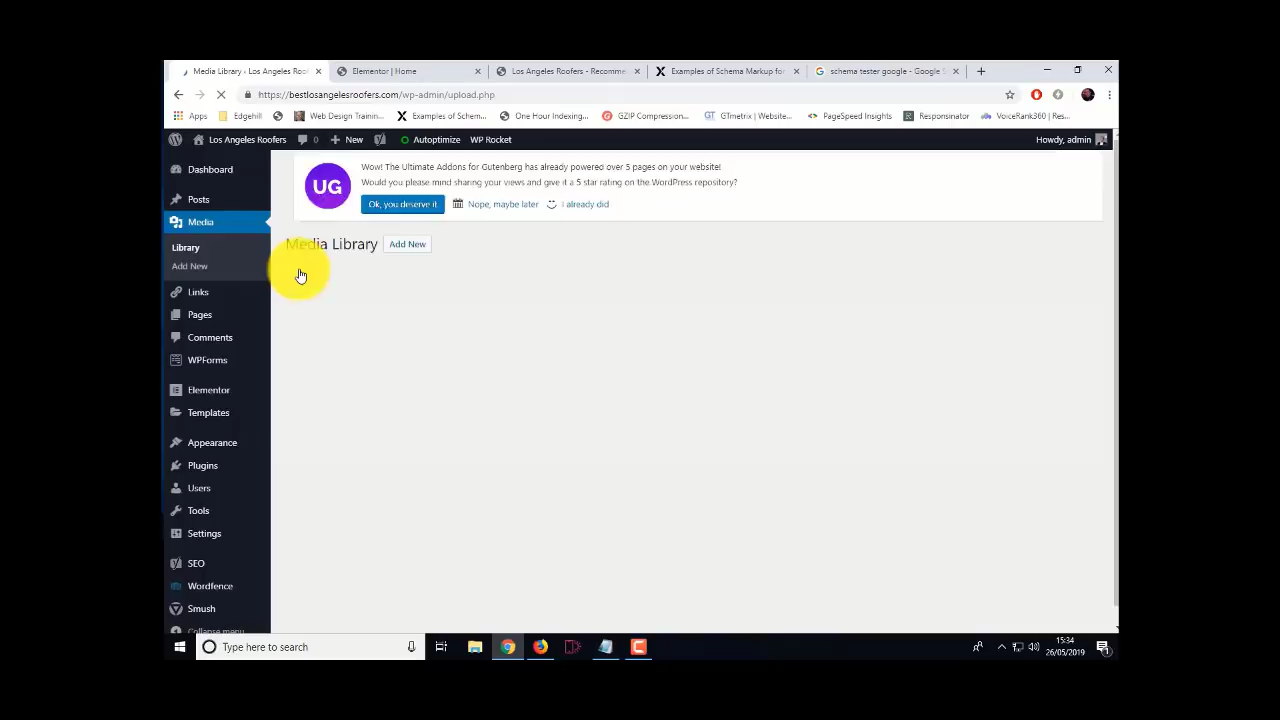 Media Library ‹ Los Angeles Roof
Elementor | Home
Los Angeles Roofers - Recomme
Examples of Schema Markup for
schema tester google - Google S
https://bestlosangelesroofers.com/wp-admin/upload.php
Apps
Edgehill
Web Design Training...
Examples of Schem...
One Hour Indexing...
GZIP Compression...
GTmetrix | Website...
PageSpeed Insights
Responsinator
VoiceRank360 | Res...
Los Angeles Roofers
0
New
Autoptimize
WP Rocket
Howdy, admin
Dashboard
Posts
Media
Library
Add New
Links
Pages
Comments
WPForms
Elementor
Templates
Appearance
Plugins
Users
Tools
Settings
SEO
Wordfence
Smush
Collapse menu
UG
Wow! The Ultimate Addons for Gutenberg has already powered over 5 pages on your website!
Would you please mind sharing your views and give it a 5 star rating on the WordPress repository?
Ok, you deserve it
Nope, maybe later
I already did
Media Library
Add New
Type here to search
15:34
26/05/2019
1